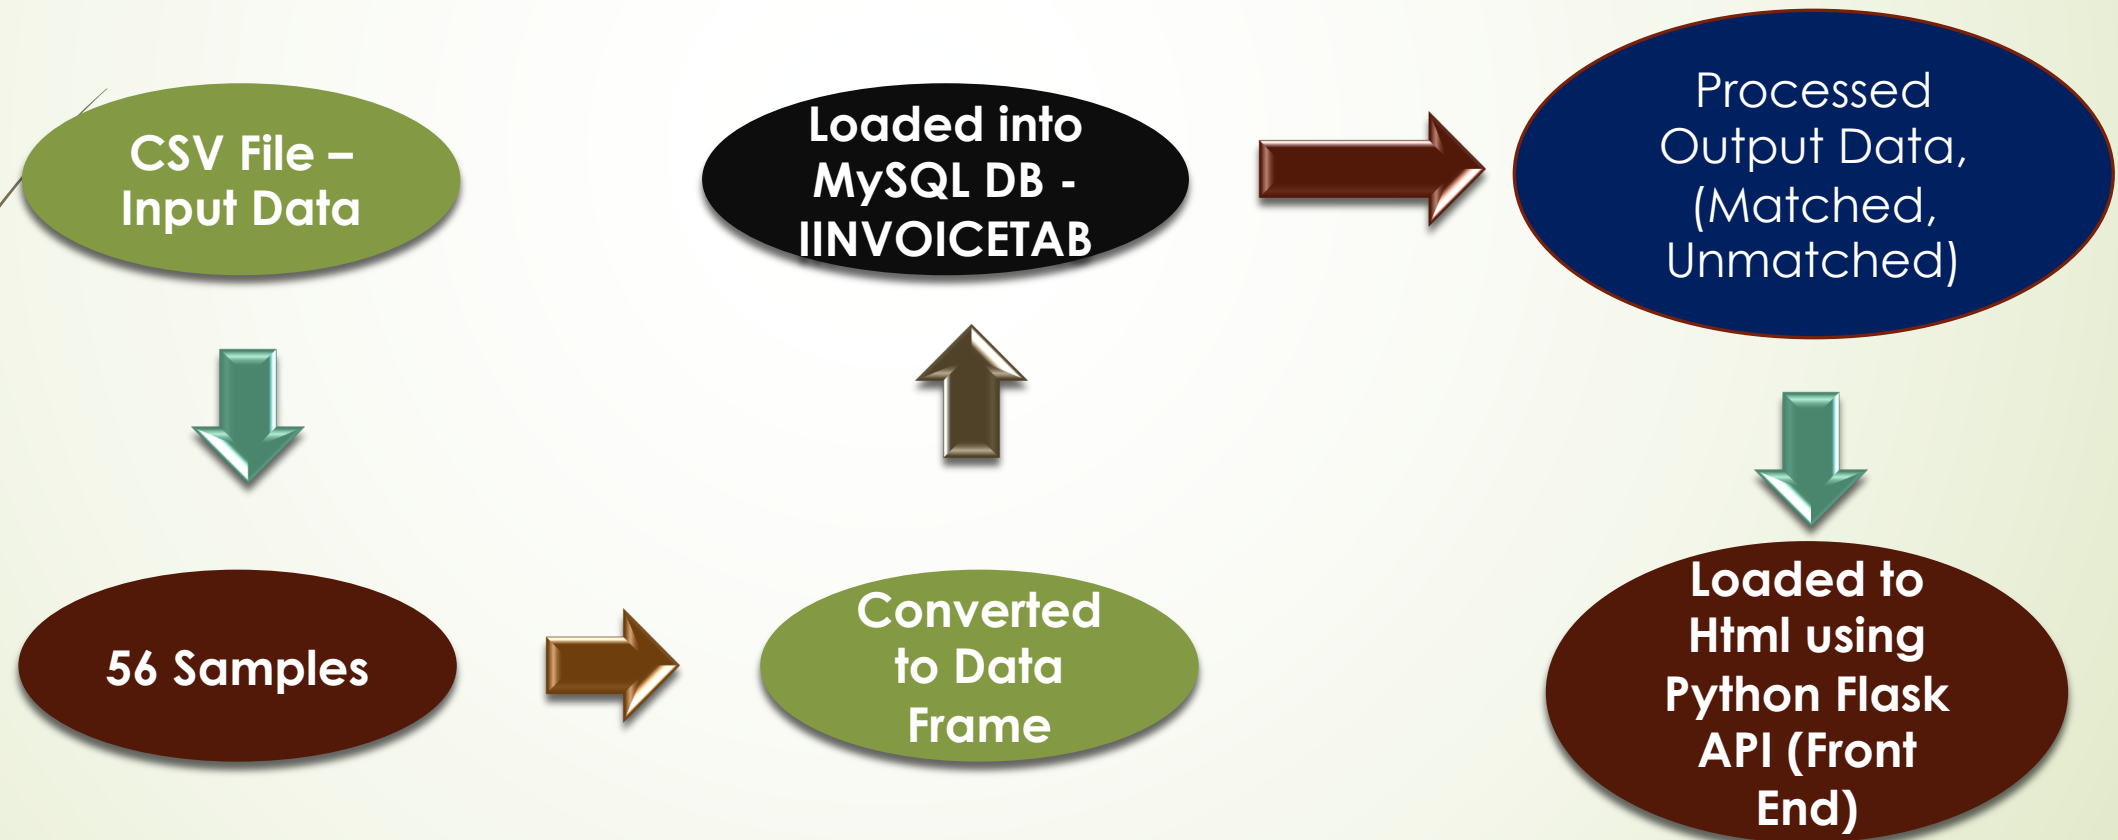 CSV File –
Input Data
56 Samples
Converted
to Data
Frame
Loaded into
MySQL DB -
IINVOICETAB
Processed
Output Data,
(Matched,
Unmatched)
Loaded to
Html using
Python Flask
API (Front
End)